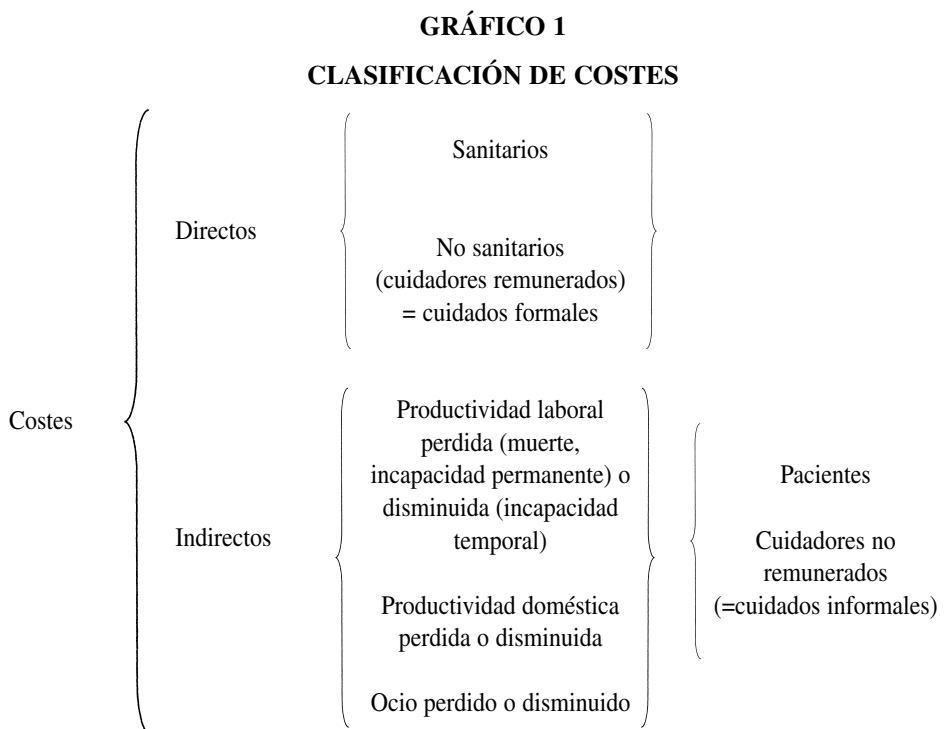 GRÁFICO 1
CLASIFICACIÓN DE COSTES
Costes
Directos
Sanitarios
No sanitarios
(cuidadores remunerados)
= cuidados formales
Indirectos
Productividad laboral
perdida (muerte,
incapacidad permanente) o
disminuida (incapacidad
temporal)
Productividad doméstica
perdida o disminuida
Ocio perdido o disminuido
Pacientes
Cuidadores no
remunerados
(=cuidados informales)